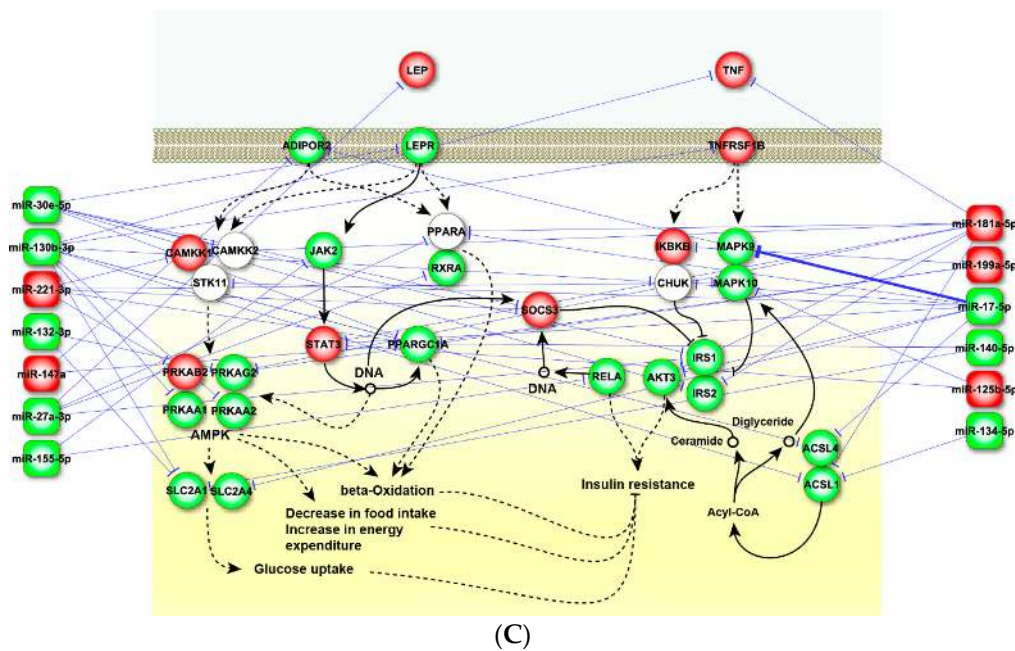 LEP
TNF
ADIPOR2
LEPR
TNFRSF1B
miR-30e-5p
miR-130b-3p
miR-221-3p
miR-132-3p
miR-147a
miR-27a-3p
miR-155-5p
CAMKK1
CAMKK2
STK11
JAK2
PPARA
RXRA
IKBKB
CHUK
MAPK9
MAPK10
miR-181a-5p
miR-199a-5p
miR-17-5p
miR-140-5p
miR-125b-5p
miR-134-5p
SOCS3
STAT3
PPARGC1A
IRS1
IRS2
PRKAB2
PRKAG2
PRKAA1
PRKAA2
AMPK
DNA
DNA
RELA
AKT3
Ceramide
Diglyceride
ACSL4
ACSL1
SLC2A1
SLC2A4
beta-Oxidation
Decrease in food intake
Increase in energy
expenditure
Glucose uptake
Insulin resistance
Acyl-CoA
(C)